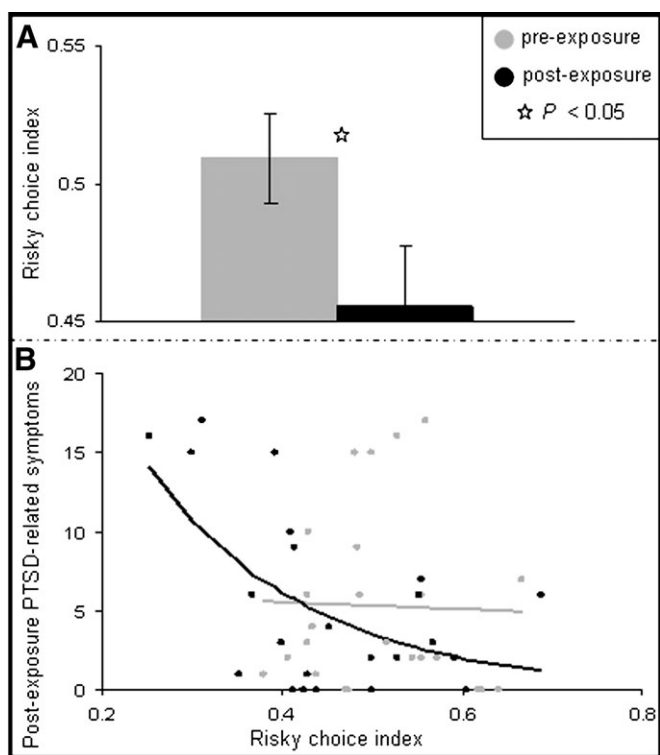 A
0.55
0.5
0.45
Risky choice index
pre-exposure
post-exposure
☆ P < 0.05
B
20
15
10
5
0
Post-exposure PTSD-related symptoms
0.2 0.4 0.6 0.8
Risky choice index